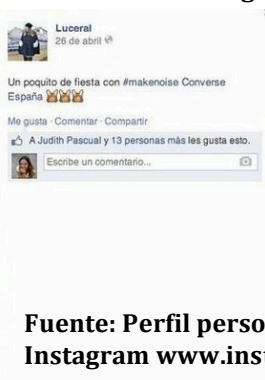 Luceral
26 de abril
Un poquito de fiesta con #makenoise Converse
España
Me gusta · Comentar · Compartir
A Judith Pascual y 13 personas más les gusta esto.
Escribe un comentario...
Fuente: Perfil perso
Instagram www.ins